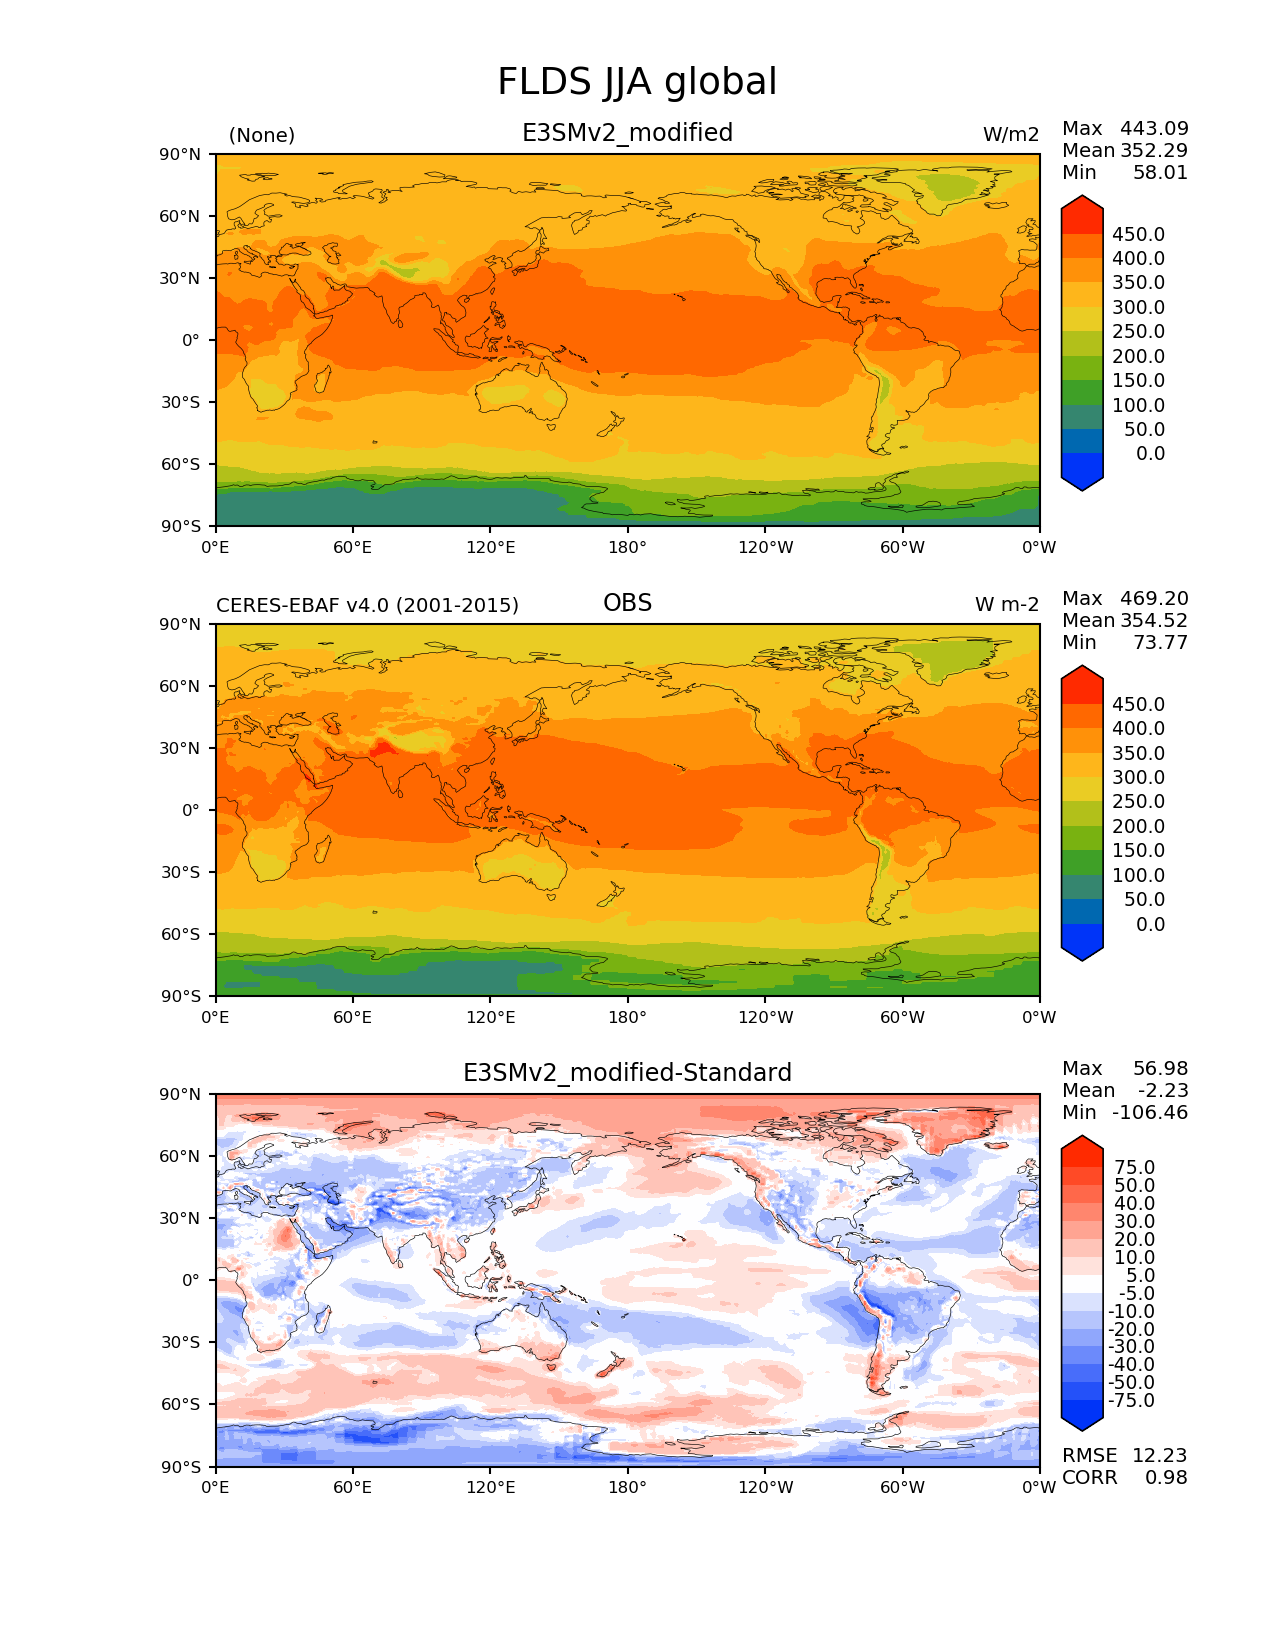 FLDS JJA global
(None) E3SMv2_modified W/m2
Max 443.09
Mean 352.29
Min 58.01
90°N
60°N
30°N
0°
30°S
60°S
90°S
0°E 60°E 120°E 180° 120°W 60°W 0°W
450.0
400.0
350.0
300.0
250.0
200.0
150.0
100.0
50.0
0.0
CERES-EBAF v4.0 (2001-2015) OBS W m-2
Max 469.20
Mean 354.52
Min 73.77
90°N
60°N
30°N
0°
30°S
60°S
90°S
0°E 60°E 120°E 180° 120°W 60°W 0°W
450.0
400.0
350.0
300.0
250.0
200.0
150.0
100.0
50.0
0.0
E3SMv2_modified-Standard
Max 56.98
Mean -2.23
Min -106.46
90°N
60°N
30°N
0°
30°S
60°S
90°S
0°E 60°E 120°E 180° 120°W 60°W 0°W
75.0
50.0
40.0
30.0
20.0
10.0
5.0
-5.0
-10.0
-20.0
-30.0
-40.0
-50.0
-75.0
RMSE 12.23
CORR 0.98